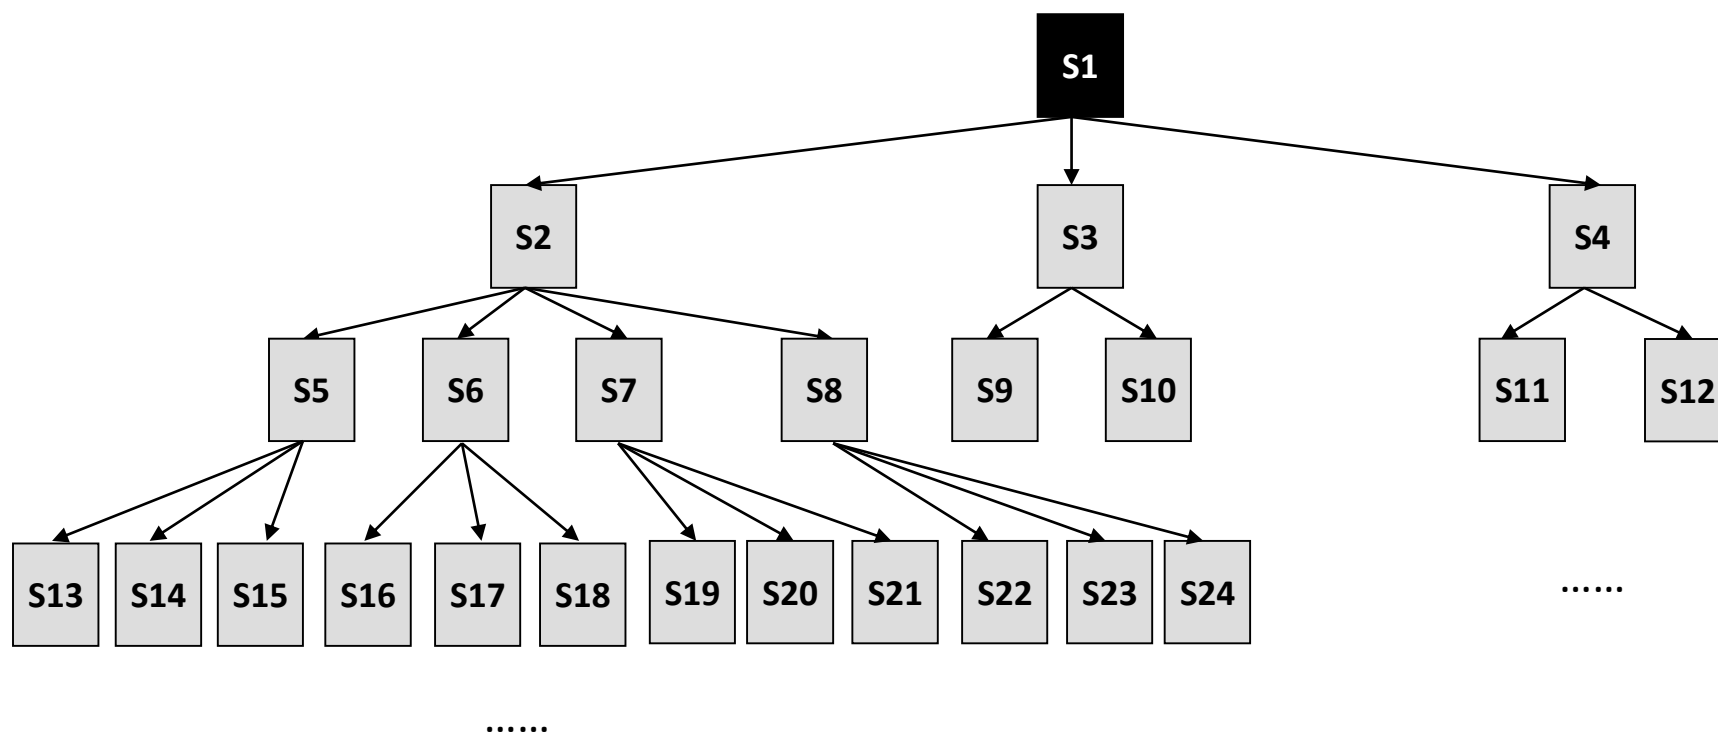 S1
S2 S3 S4
S5 S6 S7 S8 S9 S10 S11 S12
S13 S14 S15 S16 S17 S18 S19 S20 S21 S22 S23 S24 ......
......